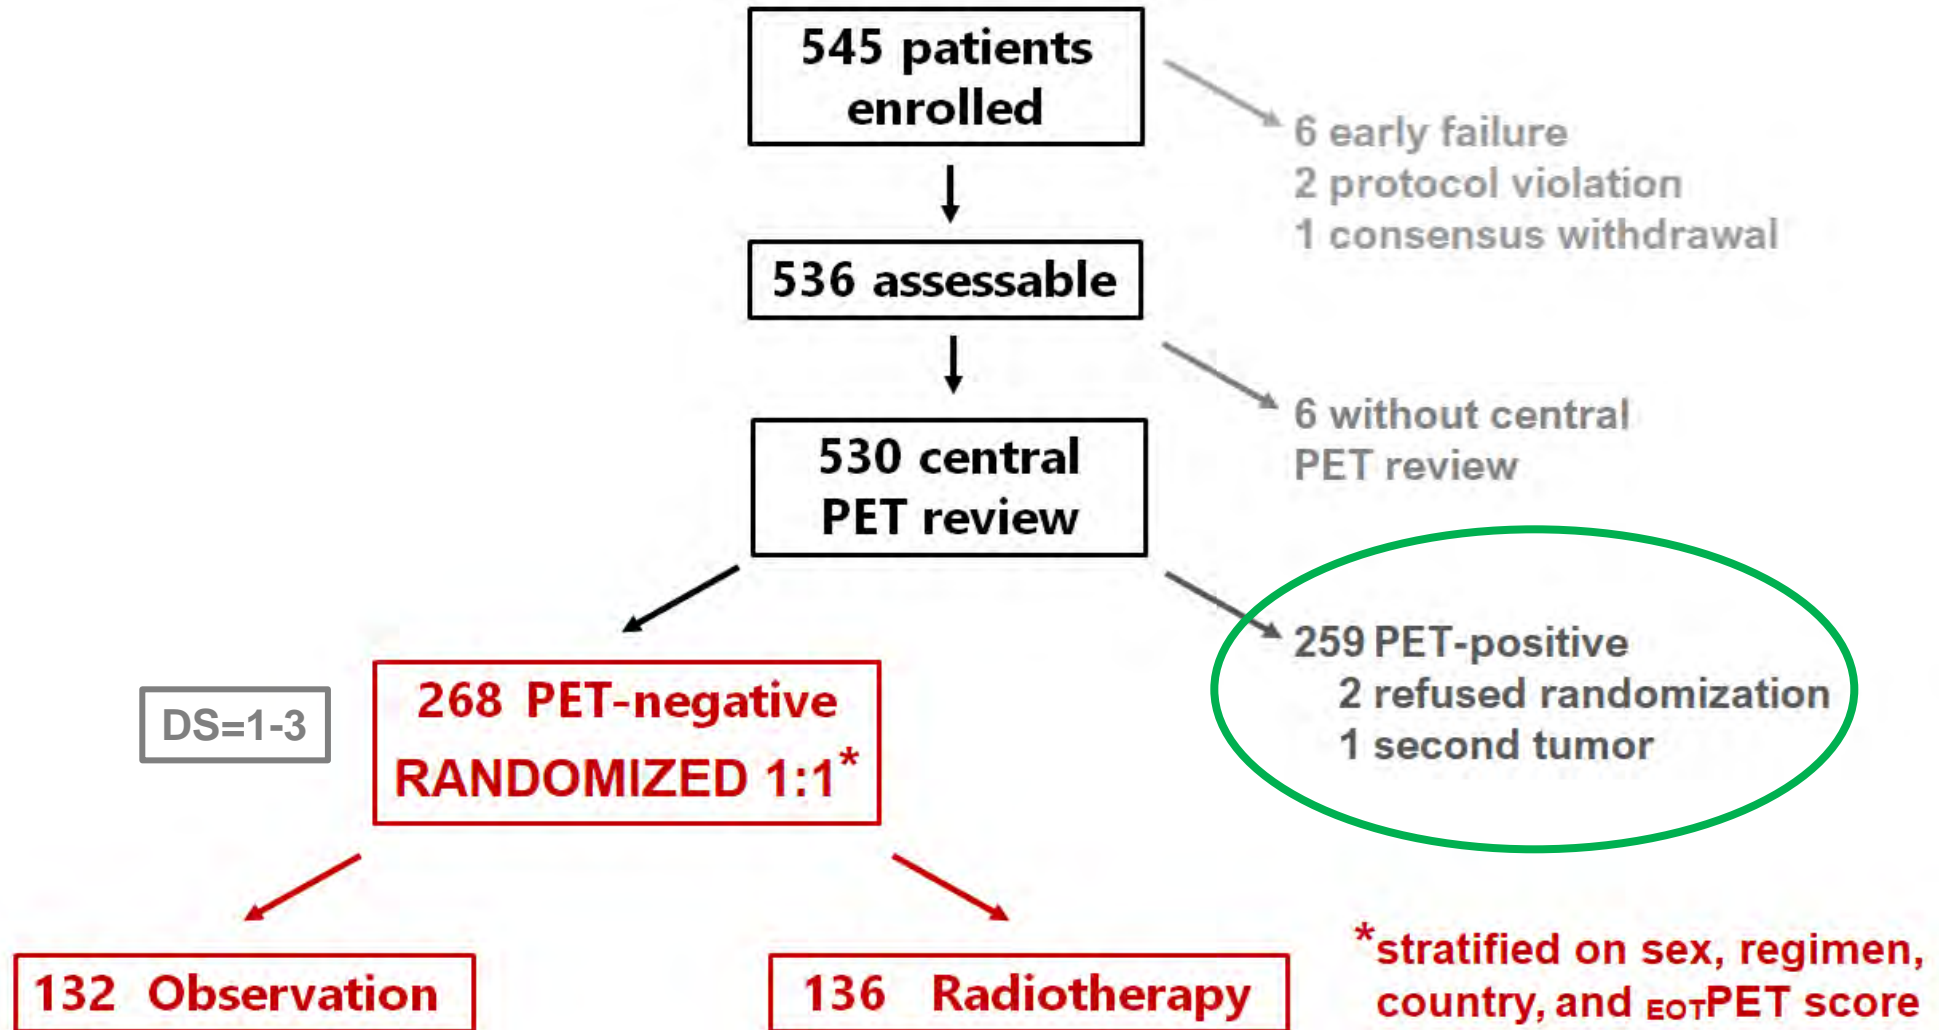 545 patients
enrolled
6 early failure
2 protocol violation
1 consensus withdrawal
536 assessable
6 without central
PET review
530 central
PET review
259 PET-positive
2 refused randomization
1 second tumor
DS=1-3
268 PET-negative
RANDOMIZED 1:1*
132 Observation
136 Radiotherapy
*stratified on sex, regimen,
country, and EOTPET score